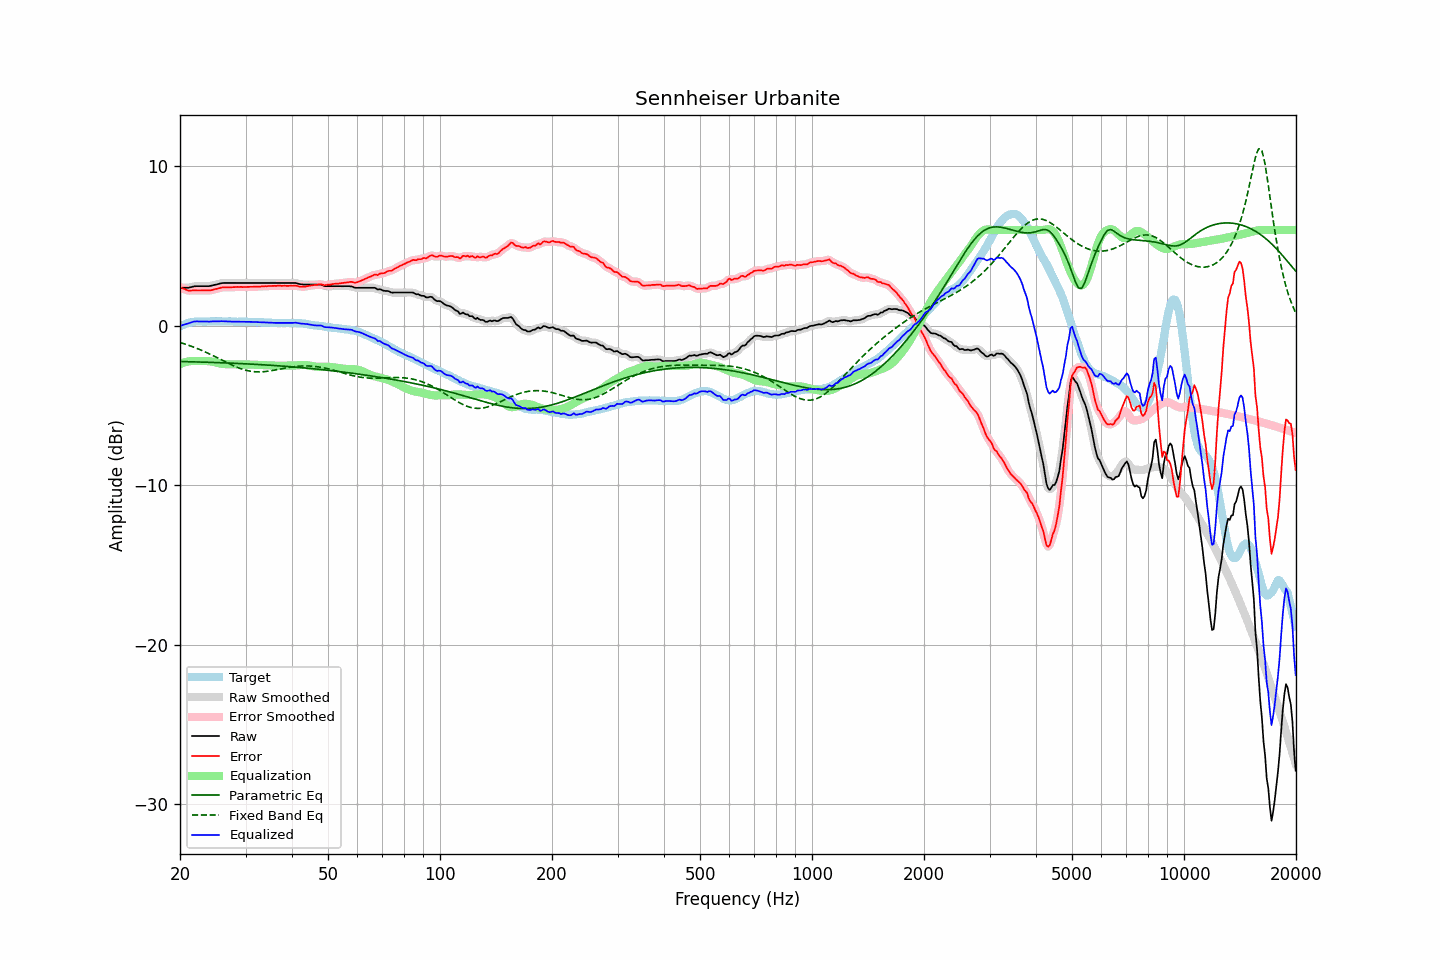 Sennheiser Urbanite
10
0
−10
−20
−30
Amplitude (dBr)
Target
Raw Smoothed
Error Smoothed
Raw
Error
Equalization
Parametric Eq
Fixed Band Eq
Equalized
20 50 100 200 500 1000 2000 5000 10000 20000
Frequency (Hz)